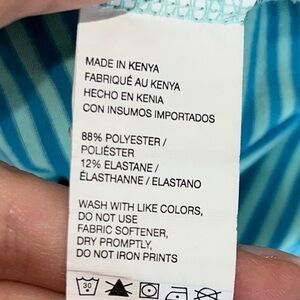 MADE IN KENYA
FABRIQUÉ AU KENYA
HECHO EN KENIA
CON INSUMOS IMPORTADOS
88% POLYESTER /
POLIÉSTER
12% ELASTANE /
ÉLASTHANNE / ELASTANO
WASH WITH LIKE COLORS,
DO NOT USE
FABRIC SOFTENER,
DRY PROMPTLY,
DO NOT IRON PRINTS
30